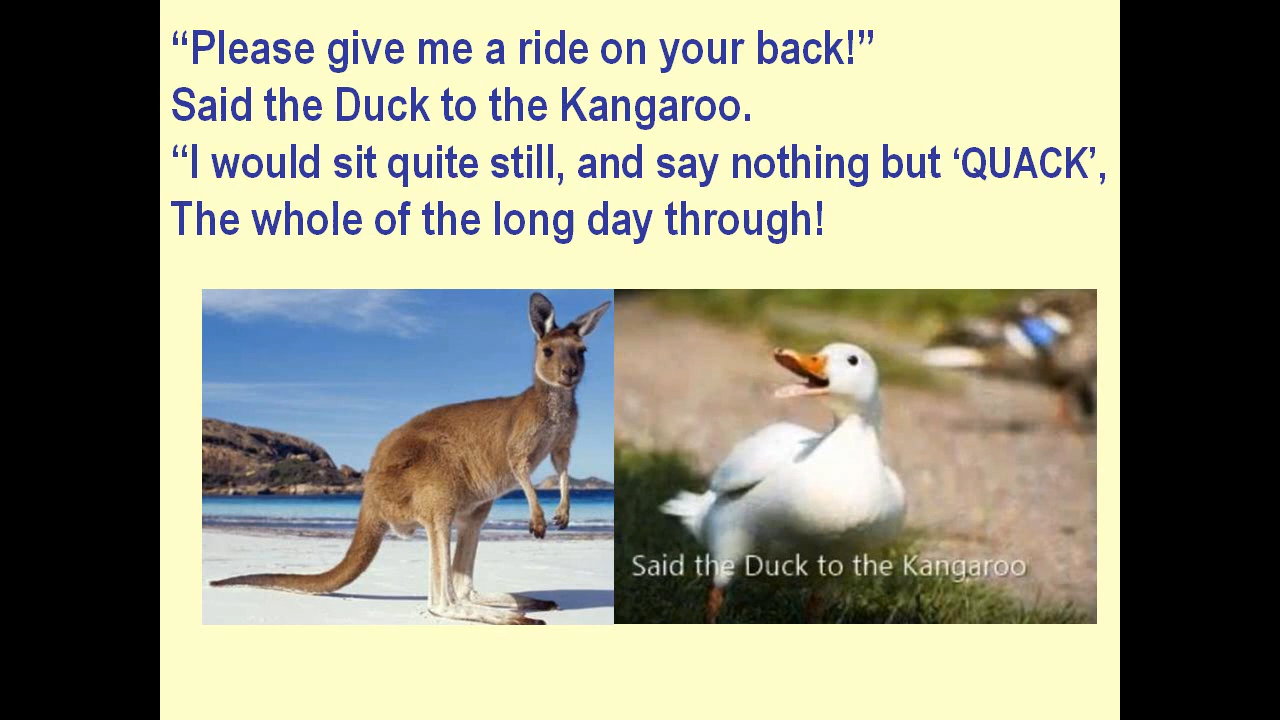 “Please give me a ride on your back!”
Said the Duck to the Kangaroo.
“I would sit quite still, and say nothing but ‘QUACK’,
The whole of the long day through!
Said the Duck to the Kangaroo